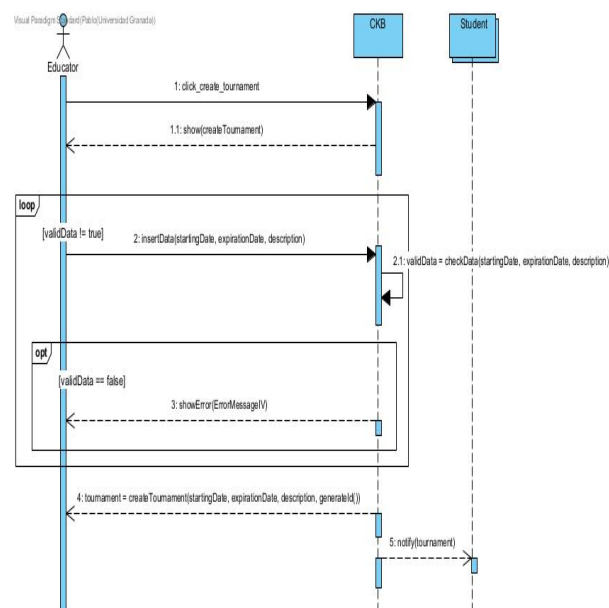 Visual Paradigm Standard(Pablo(Universidad Granada))
CKB
Student
Educator
1: click_create_tournament
1.1: show(createTournament)
loop
[validData != true]
2: insertData(startingDate, expirationDate, description)
2.1: validData = checkData(startingDate, expirationDate, description)
opt
[validData == false]
3: showError(ErrorMessageIV)
4: tournament = createTournament(startingDate, expirationDate, description, generateId())
5: notify(tournament)